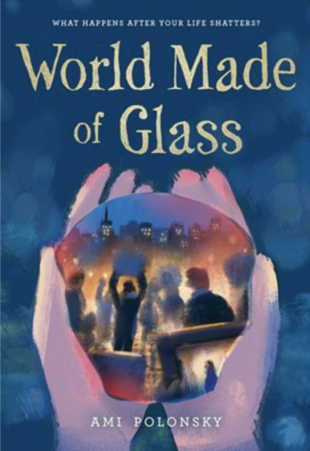 WHAT HAPPENS AFTER YOUR LIFE SHATTERS?
World Made
of Glass
AMI POLONSKY